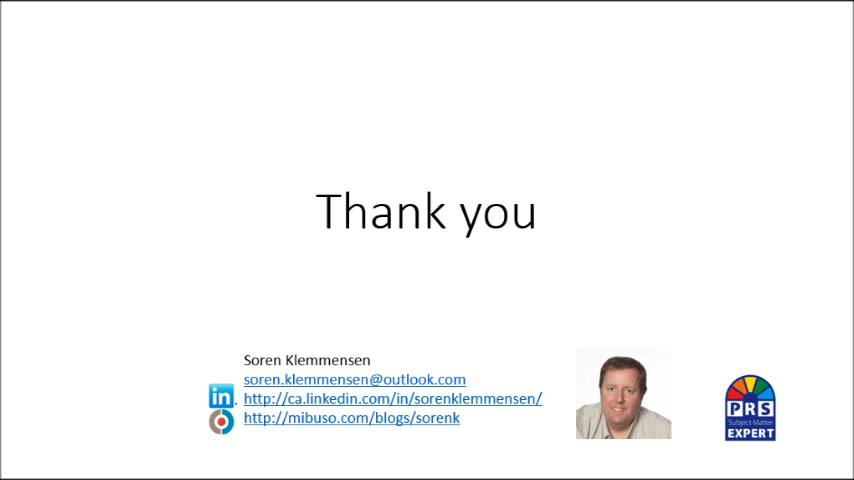 Thank you
Soren Klemmensen
soren.klemmensen@outlook.com
in
http://ca.linkedin.com/in/sorenklemmensen/
http://mibuso.com/blogs/sorenk
PRS
Subject Matter
EXPERT